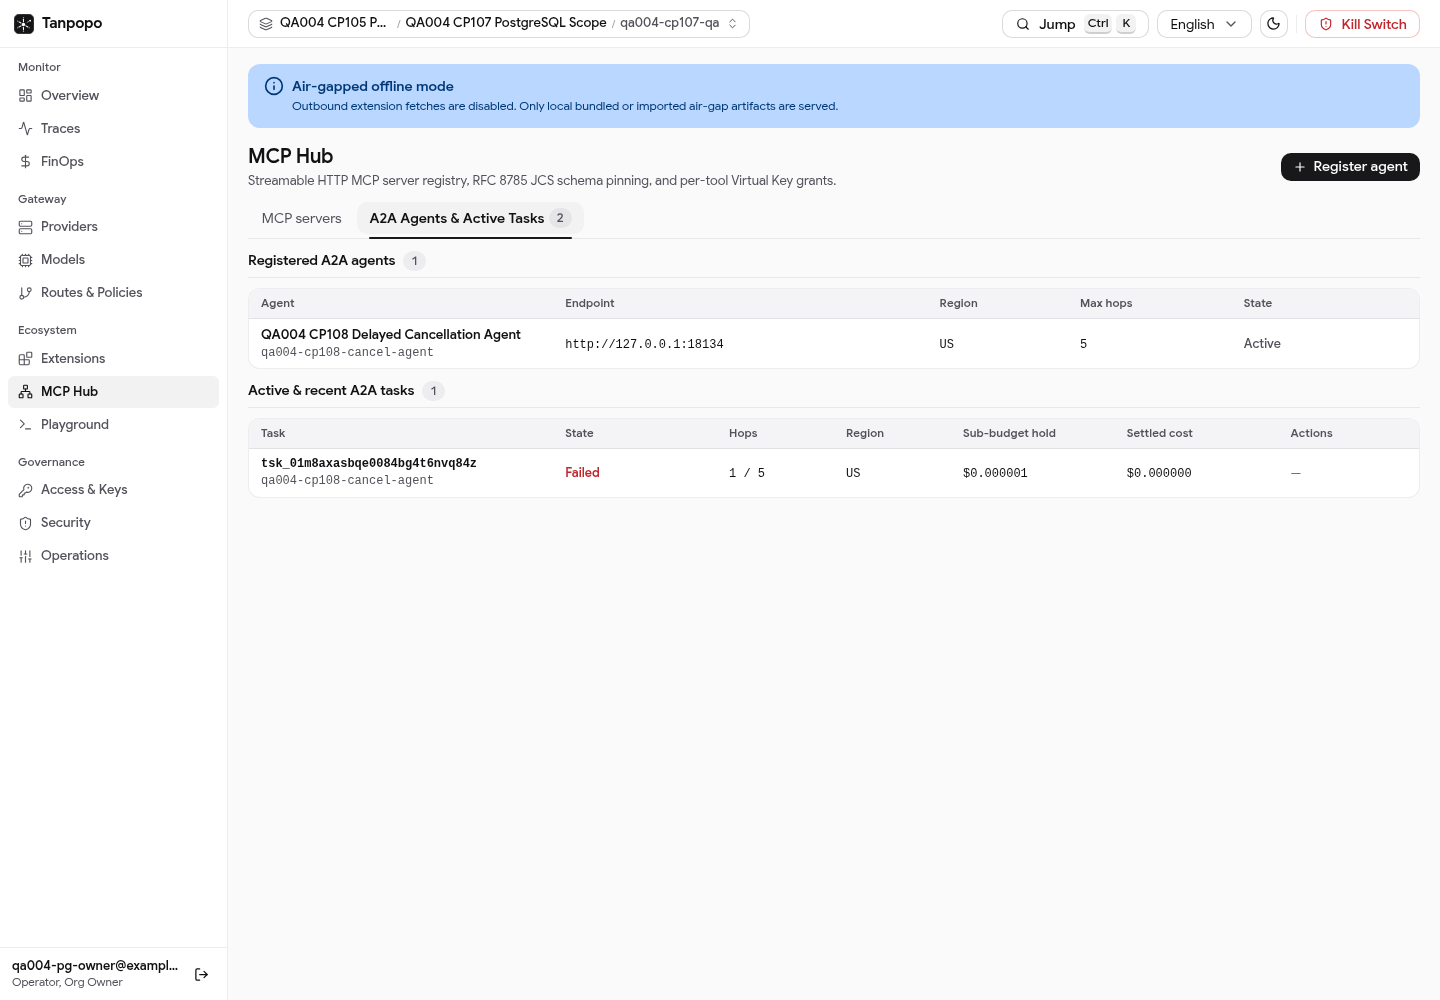 Tanpopo
QA004 CP105 P... / QA004 CP107 PostgreSQL Scope / qa004-cp107-qa
Jump Ctrl K
English
Kill Switch
Monitor
Overview
Traces
FinOps
Gateway
Providers
Models
Routes & Policies
Ecosystem
Extensions
MCP Hub
Playground
Governance
Access & Keys
Security
Operations
qa004-pg-owner@exampl...
Operator, Org Owner
Air-gapped offline mode
Outbound extension fetches are disabled. Only local bundled or imported air-gap artifacts are served.
MCP Hub
Streamable HTTP MCP server registry, RFC 8785 JCS schema pinning, and per-tool Virtual Key grants.
Register agent
MCP servers A2A Agents & Active Tasks 2
Registered A2A agents 1
Agent Endpoint Region Max hops State
QA004 CP108 Delayed Cancellation Agent
qa004-cp108-cancel-agent
http://127.0.0.1:18134 US 5 Active
Active & recent A2A tasks 1
Task State Hops Region Sub-budget hold Settled cost Actions
tsk_01m8axasbqe0084bg4t6nvq84z
qa004-cp108-cancel-agent
Failed 1 / 5 US $0.000001 $0.000000 —